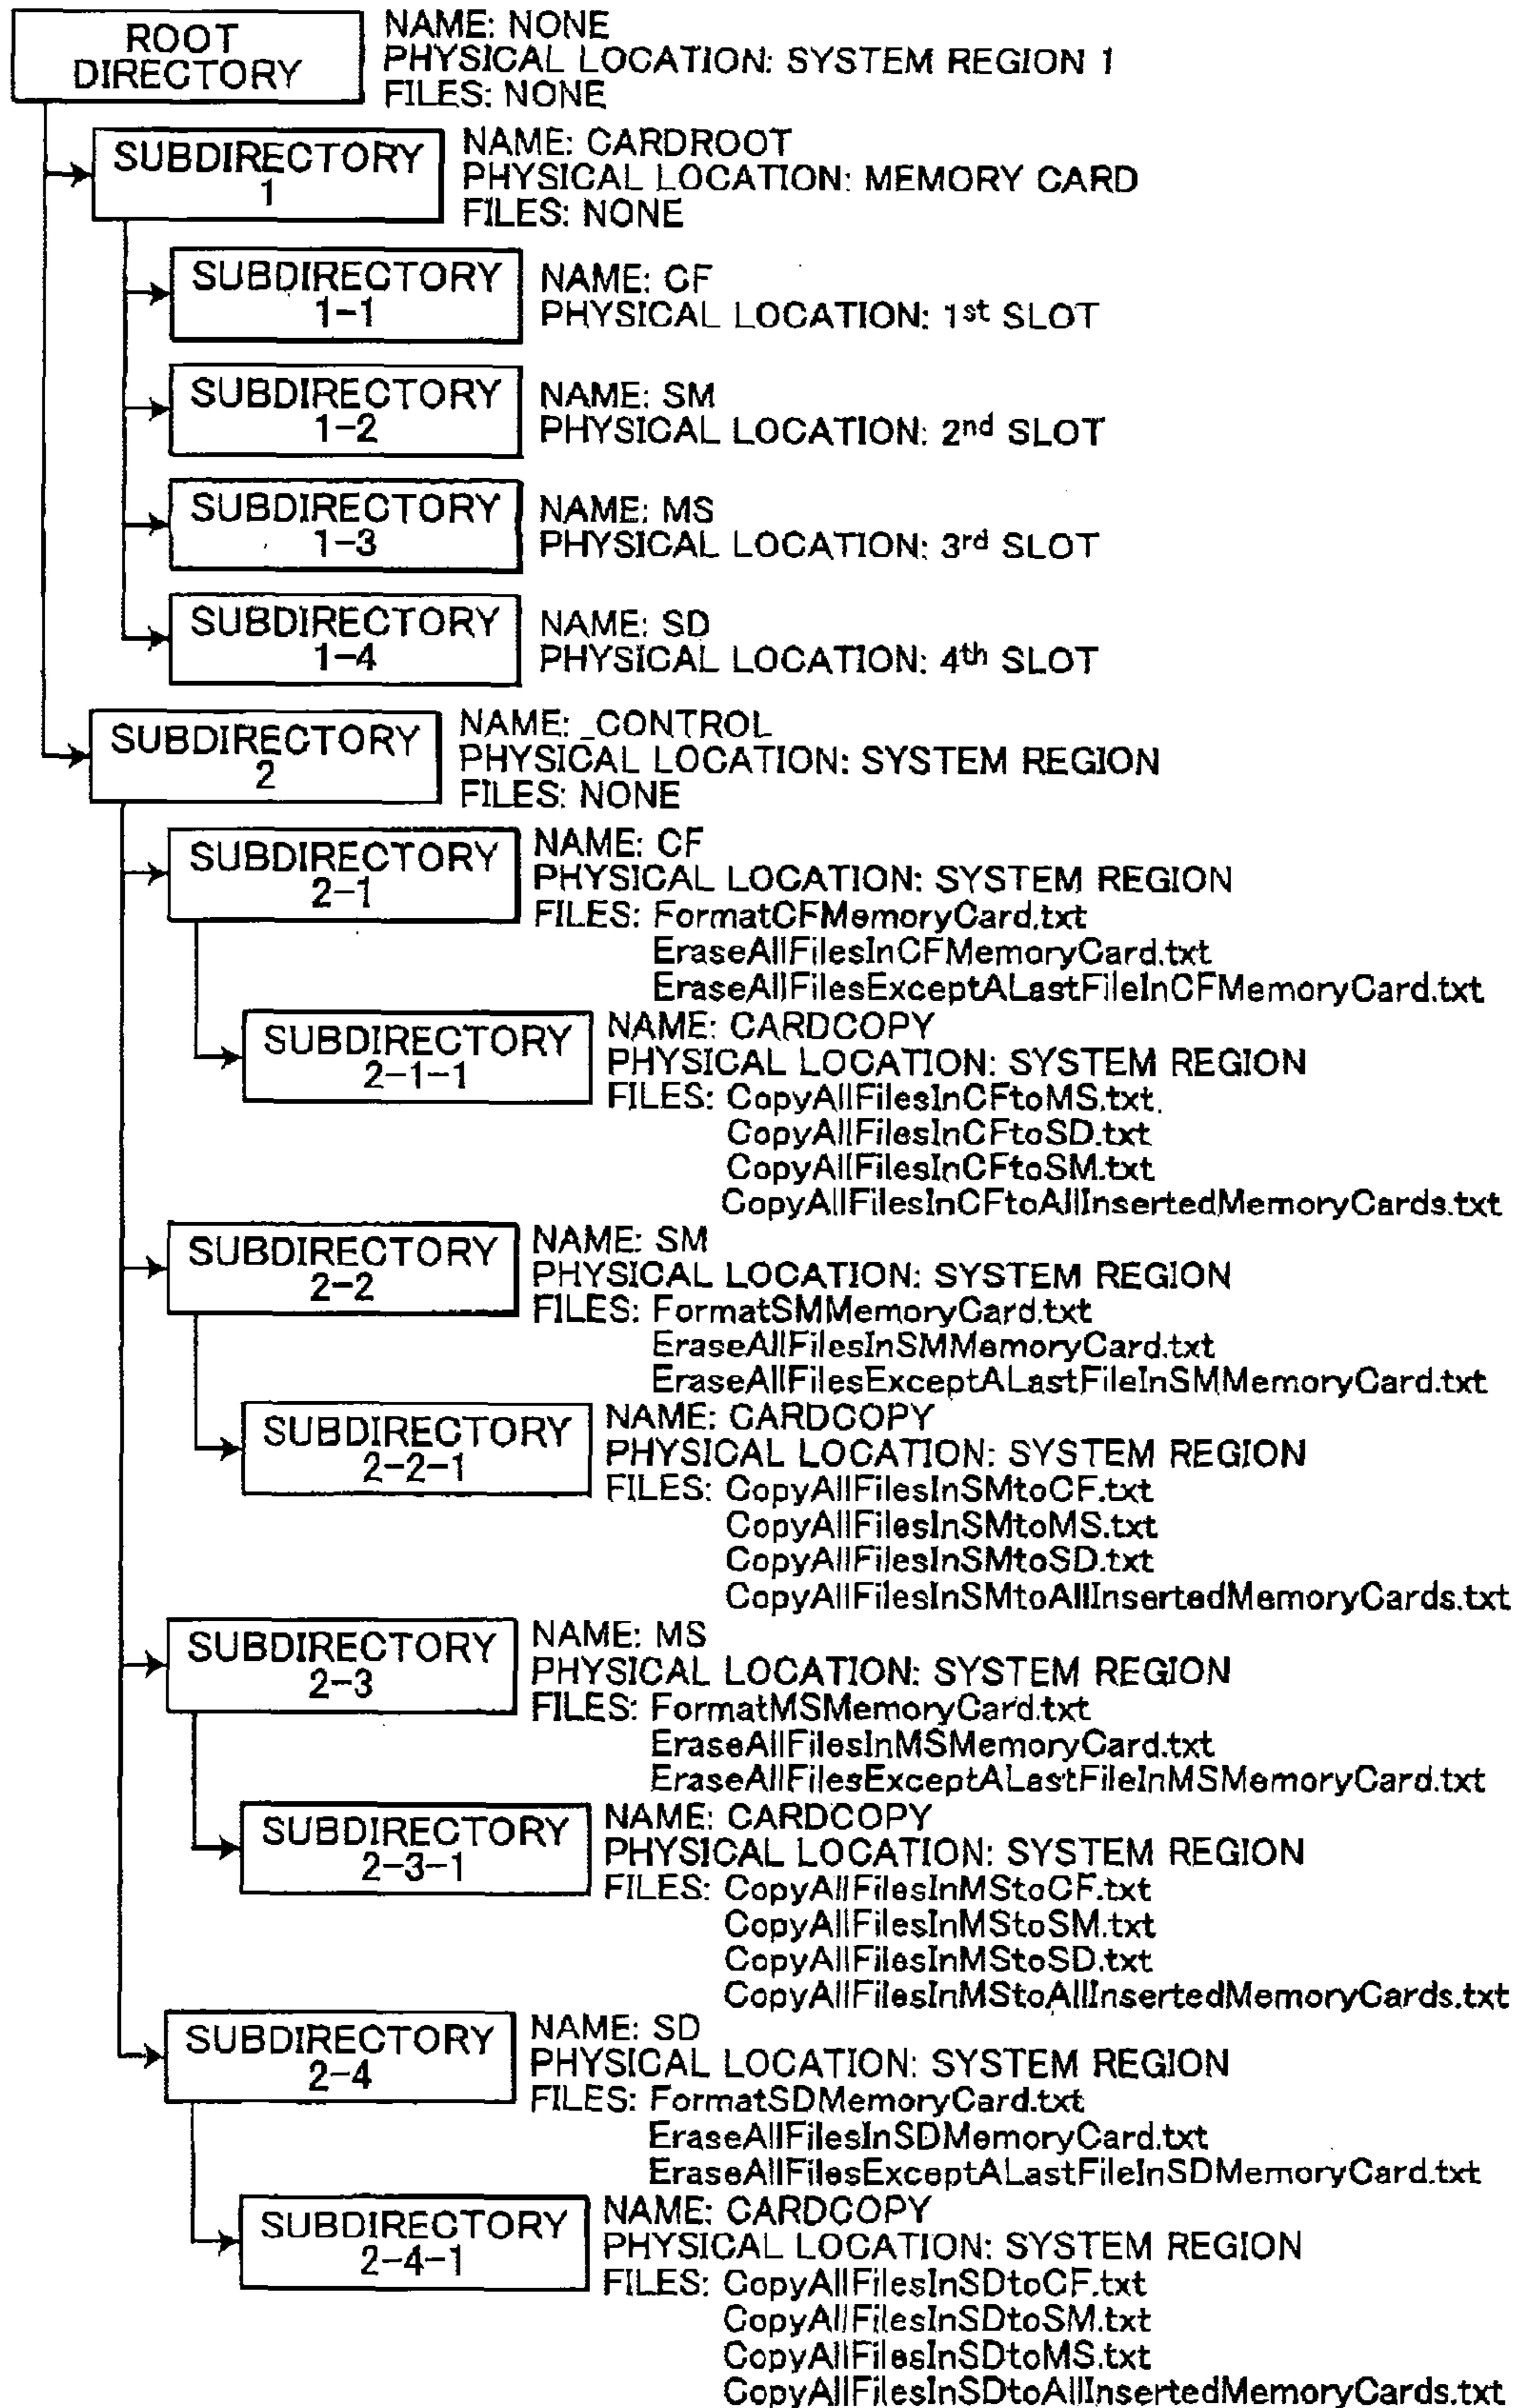 ROOT
DIRECTORY
NAME: NONE
PHYSICAL LOCATION: SYSTEM REGION 1
FILES: NONE
SUBDIRECTORY
1
NAME: CARDROOT
PHYSICAL LOCATION: MEMORY CARD
FILES: NONE
SUBDIRECTORY
1-1
NAME: CF
PHYSICAL LOCATION: 1st SLOT
SUBDIRECTORY
1-2
NAME: SM
PHYSICAL LOCATION: 2nd SLOT
SUBDIRECTORY
1-3
NAME: MS
PHYSICAL LOCATION: 3rd SLOT
SUBDIRECTORY
1-4
NAME: SD
PHYSICAL LOCATION: 4th SLOT
SUBDIRECTORY
2
NAME: _CONTROL
PHYSICAL LOCATION: SYSTEM REGION
FILES: NONE
SUBDIRECTORY
2-1
NAME: CF
PHYSICAL LOCATION: SYSTEM REGION
FILES: FormatCFMemoryCard.txt
EraseAllFilesInCFMemoryCard.txt
EraseAllFilesExceptALastFileInCFMemoryCard.txt
SUBDIRECTORY
2-1-1
NAME: CARDCOPY
PHYSICAL LOCATION: SYSTEM REGION
FILES: CopyAllFilesInCFtoMS.txt
CopyAllFilesInCFtoSD.txt
CopyAllFilesInCFtoSM.txt
CopyAllFilesInCFtoAllInsertedMemoryCards.txt
SUBDIRECTORY
2-2
NAME: SM
PHYSICAL LOCATION: SYSTEM REGION
FILES: FormatSMMemoryCard.txt
EraseAllFilesInSMMemoryCard.txt
EraseAllFilesExceptALastFileInSMMemoryCard.txt
SUBDIRECTORY
2-2-1
NAME: CARDCOPY
PHYSICAL LOCATION: SYSTEM REGION
FILES: CopyAllFilesInSMtoCF.txt
CopyAllFilesInSMtoMS.txt
CopyAllFilesInSMtoSD.txt
CopyAllFilesInSMtoAllInsertedMemoryCards.txt
SUBDIRECTORY
2-3
NAME: MS
PHYSICAL LOCATION: SYSTEM REGION
FILES: FormatMSMemoryCard.txt
EraseAllFilesInMSMemoryCard.txt
EraseAllFilesExceptALastFileInMSMemoryCard.txt
SUBDIRECTORY
2-3-1
NAME: CARDCOPY
PHYSICAL LOCATION: SYSTEM REGION
FILES: CopyAllFilesInMStoCF.txt
CopyAllFilesInMStoSM.txt
CopyAllFilesInMStoSD.txt
CopyAllFilesInMStoAllInsertedMemoryCards.txt
SUBDIRECTORY
2-4
NAME: SD
PHYSICAL LOCATION: SYSTEM REGION
FILES: FormatSDMemoryCard.txt
EraseAllFilesInSDMemoryCard.txt
EraseAllFilesExceptALastFileInSDMemoryCard.txt
SUBDIRECTORY
2-4-1
NAME: CARDCOPY
PHYSICAL LOCATION: SYSTEM REGION
FILES: CopyAllFilesInSDtoCF.txt
CopyAllFilesInSDtoSM.txt
CopyAllFilesInSDtoMS.txt
CopyAllFilesInSDtoAllInsertedMemoryCards.txt